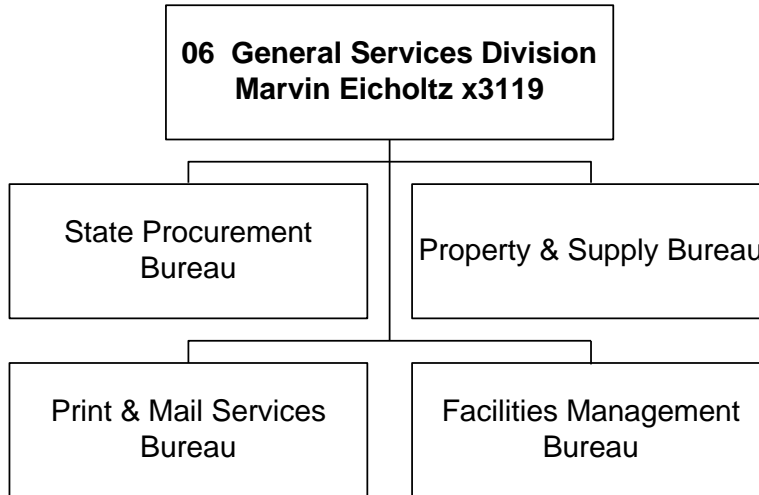 06  General Services Division
Marvin Eicholtz x3119
State Procurement
Bureau
Property & Supply Bureau
Print & Mail Services
Bureau
Facilities Management
Bureau